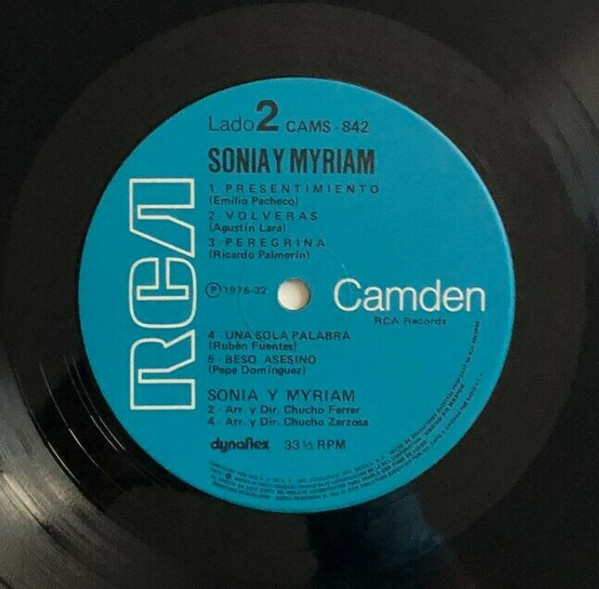 Lado 2 CAMS - 842
SONIA Y MYRIAM
1 PRESENTIMIENTO
(Emilio Pacheco)
2 - VOLVERAS
(Agustín Lara)
3 PEREGRINA
(Ricardo Palmerín)
RCA
Ⓟ 1976-32
Camden
RCA Records
4 - UNA SOLA PALABRA
(Rubén Fuentes)
5 - BESO ASESINO
(Pepe Domínguez)
SONIA Y MYRIAM
2 - Arr. y Dir. Chucho Ferrer
4 - Arr. y Dir. Chucho Zarzosa
dynaflex 33⅓ RPM